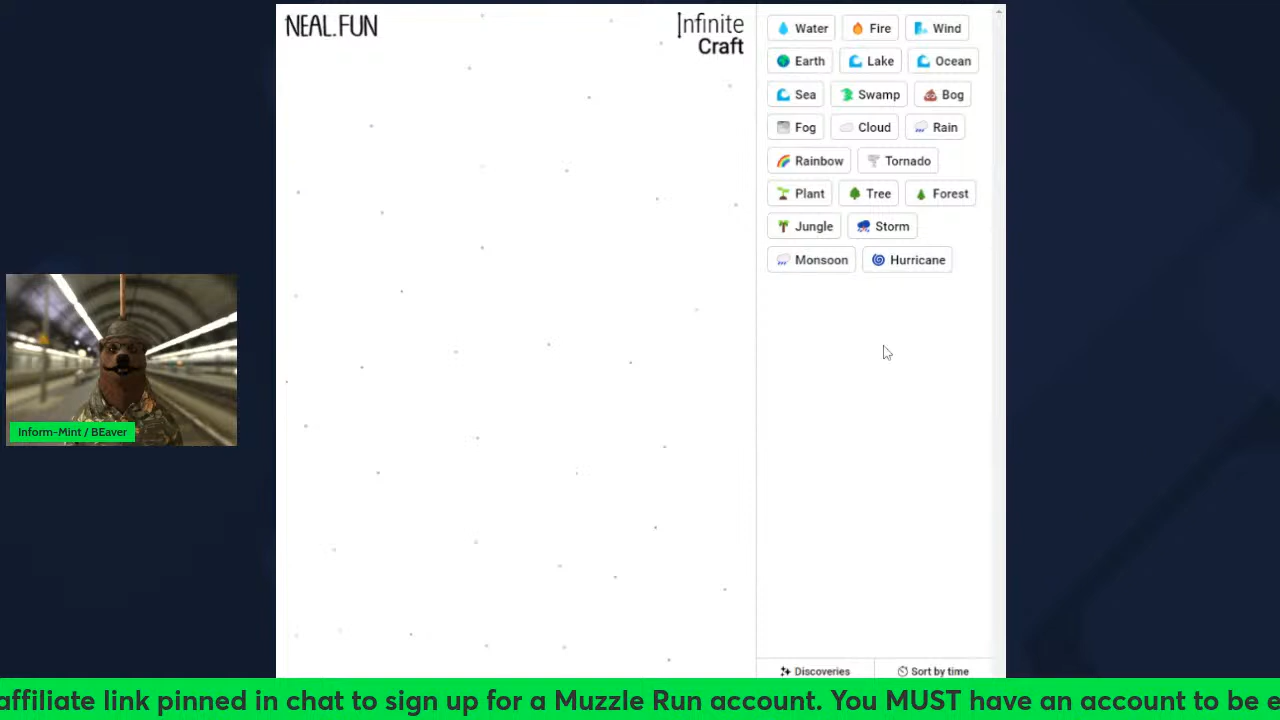 NEAL.FUN
Infinite
Craft
Water Fire Wind
Earth Lake Ocean
Sea Swamp Bog
Fog Cloud Rain
Rainbow Tornado
Plant Tree Forest
Jungle Storm
Monsoon Hurricane
Inform-Mint / BEaver
Discoveries Sort by time
affiliate link pinned in chat to sign up for a Muzzle Run account. You MUST have an account to be e